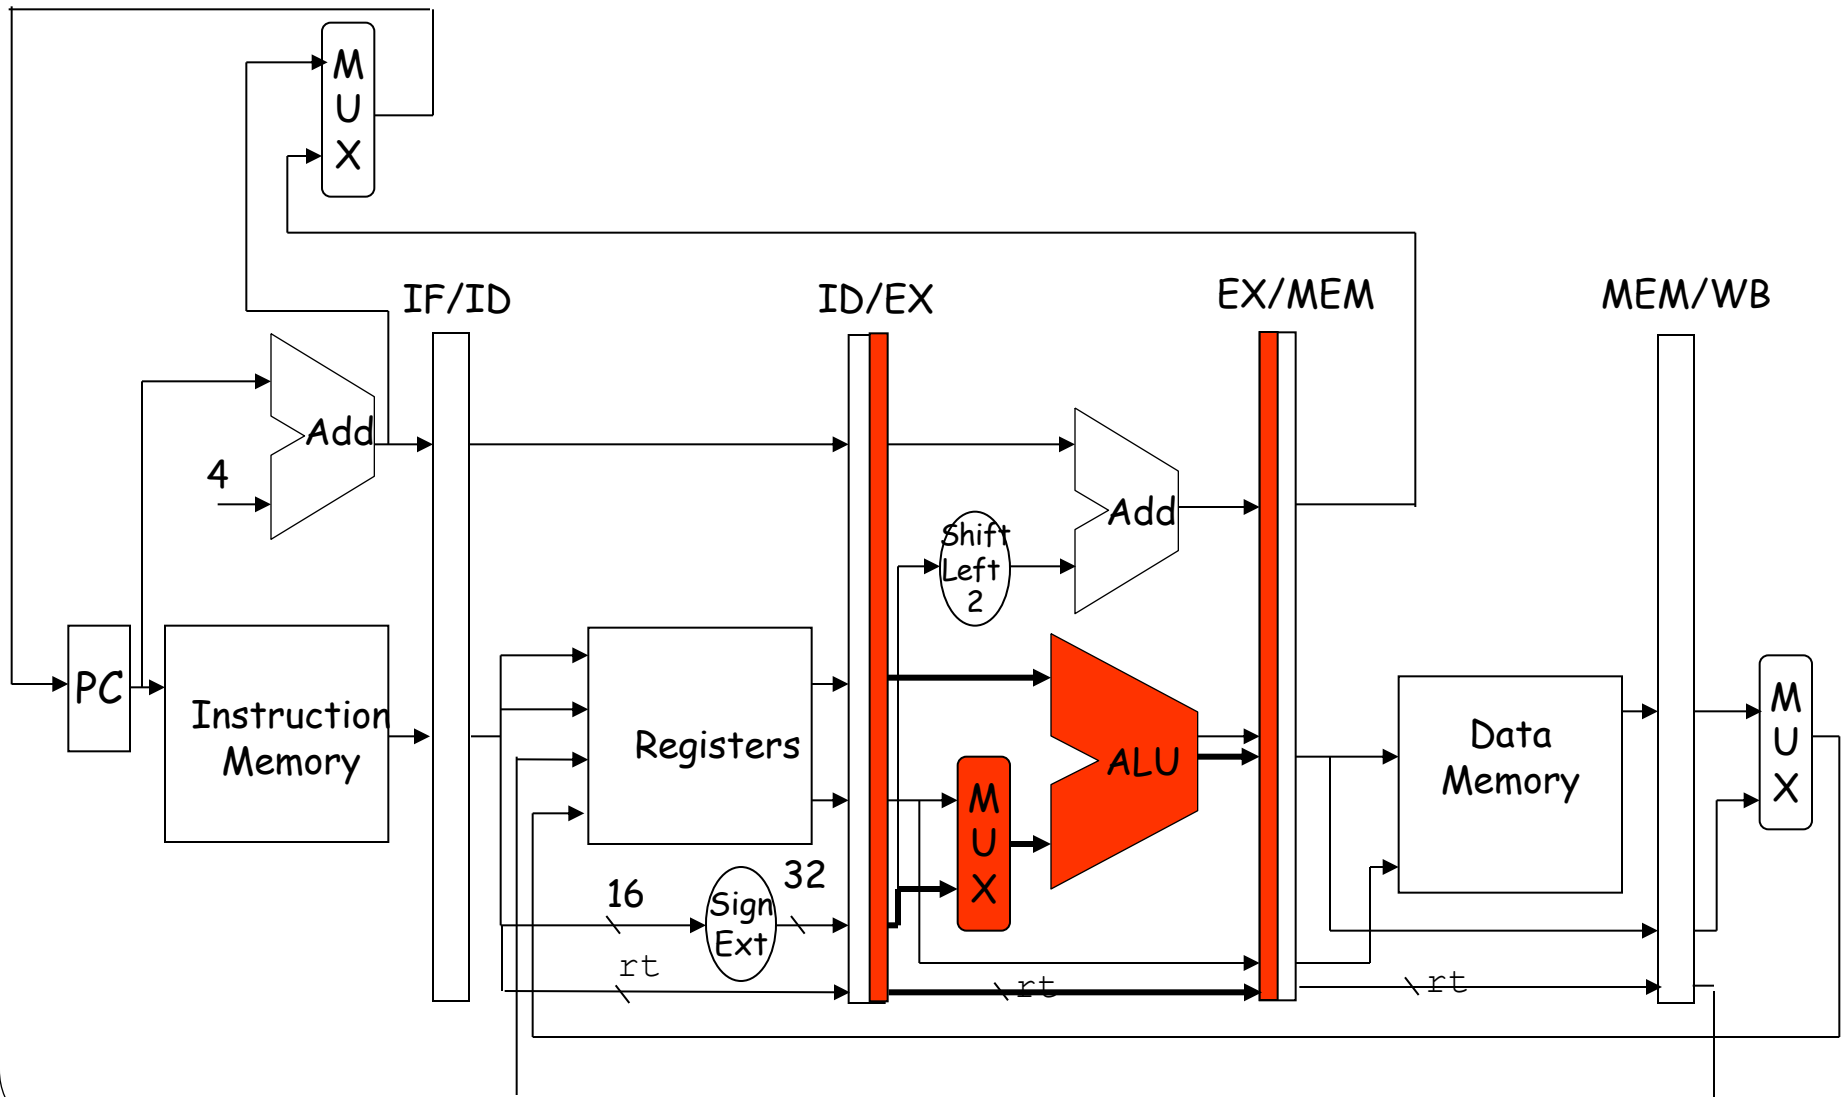 M
U
X
IF/ID
ID/EX
EX/MEM
MEM/WB
Add
4
Add
Shift
Left
2
PC
Instruction
Memory
Registers
ALU
Data
Memory
M
U
X
M
U
X
16
32
Sign
Ext
rt
rt
rt